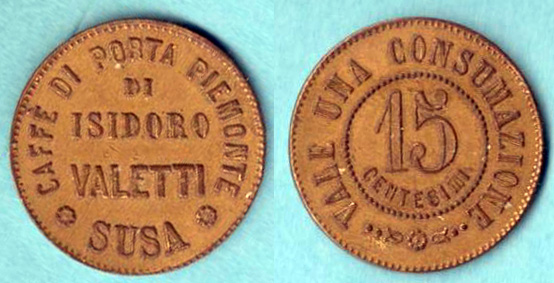 CAFFÈ DI PORTA PIEMONTE
DI
ISIDORO
VALETTI
SUSA
VALE UNA CONSUMAZIONE
15
CENTESIMI